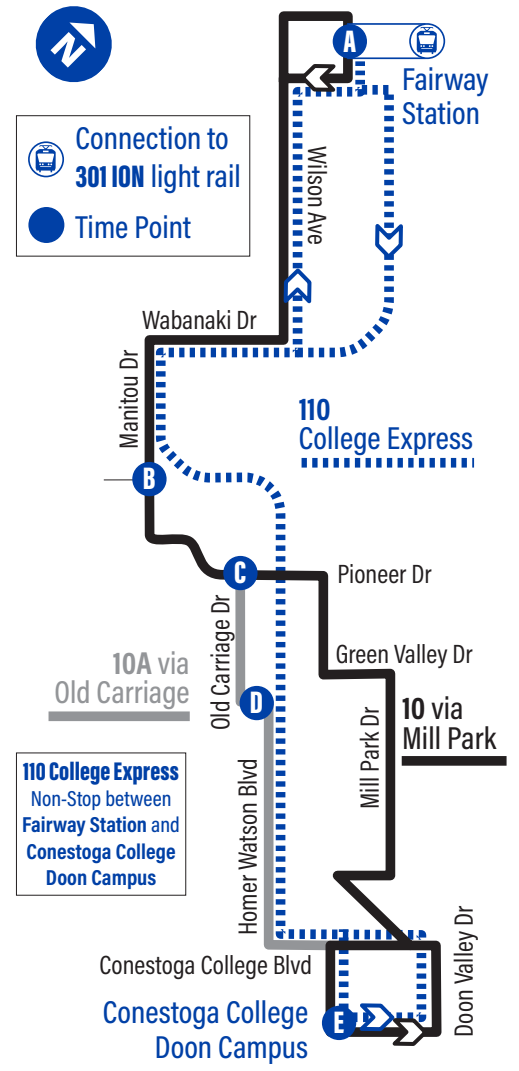 N
A
Fairway
Station
Connection to
301 ION light rail
Time Point
Wilson Ave
Wabanaki Dr
Manitou Dr
110
College Express
B
C
Pioneer Dr
Old Carriage Dr
Green Valley Dr
10A via
Old Carriage
D
10 via
Mill Park
Mill Park Dr
110 College Express
Non-Stop between
Fairway Station and
Conestoga College
Doon Campus
Homer Watson Blvd
Conestoga College Blvd
Doon Valley Dr
Conestoga College
Doon Campus
E